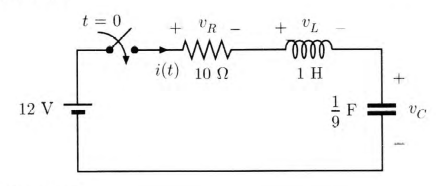 t = 0
+ v_R − + v_L −
i(t) 10 Ω 1 H
+
12 V 1/9 F v_C
−